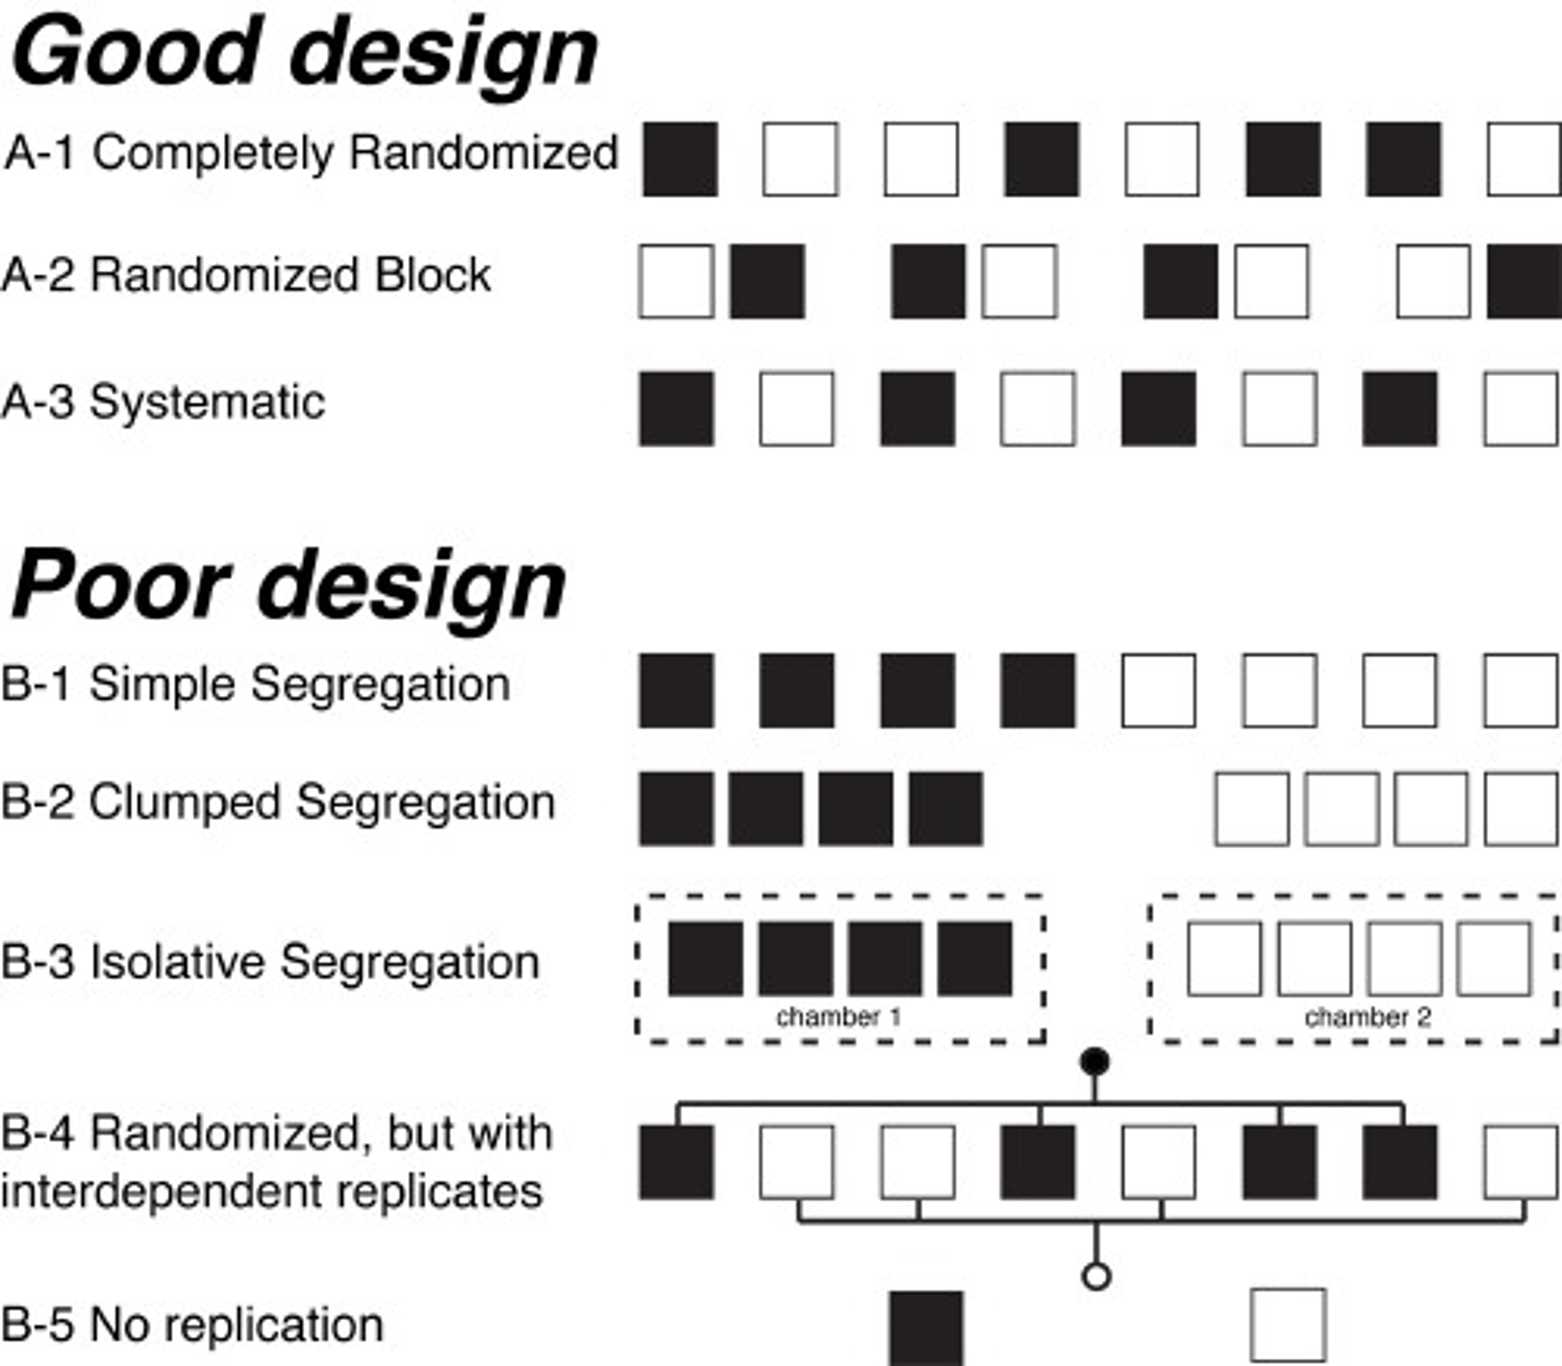 Good design
A-1 Completely Randomized
A-2 Randomized Block
A-3 Systematic
Poor design
B-1 Simple Segregation
B-2 Clumped Segregation
B-3 Isolative Segregation
chamber 1
chamber 2
B-4 Randomized, but with
interdependent replicates
B-5 No replication